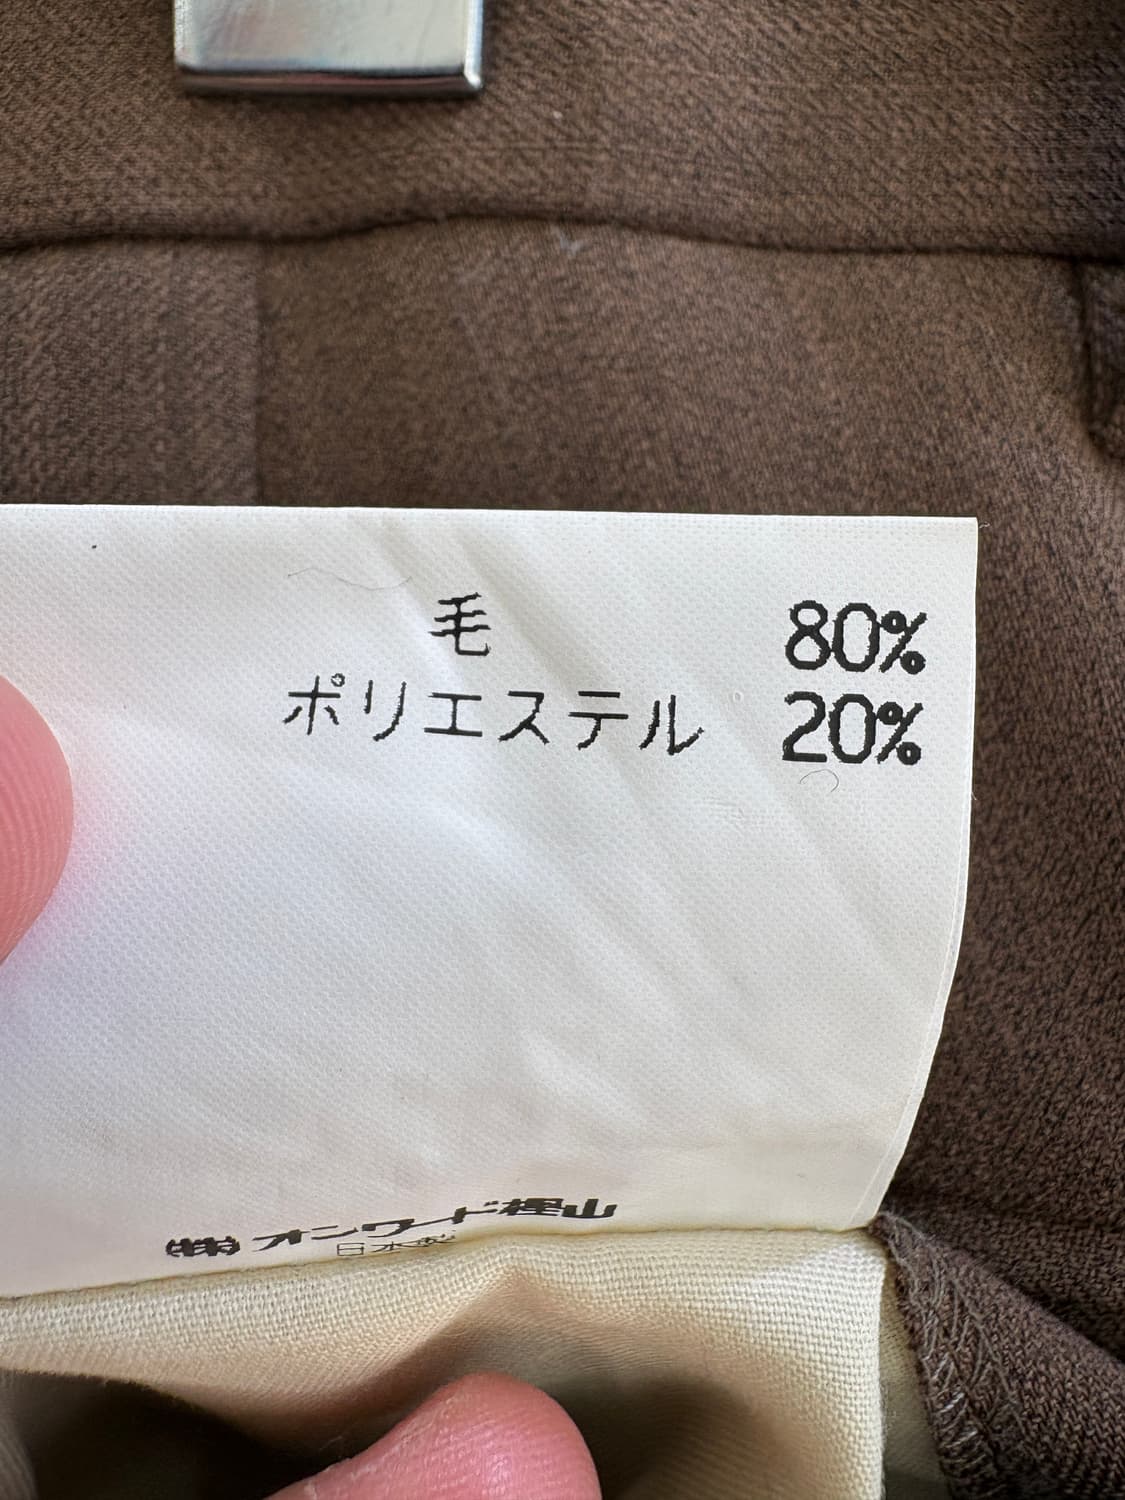 毛 80%
ポリエステル 20%
㈱オンワード樫山
日本製